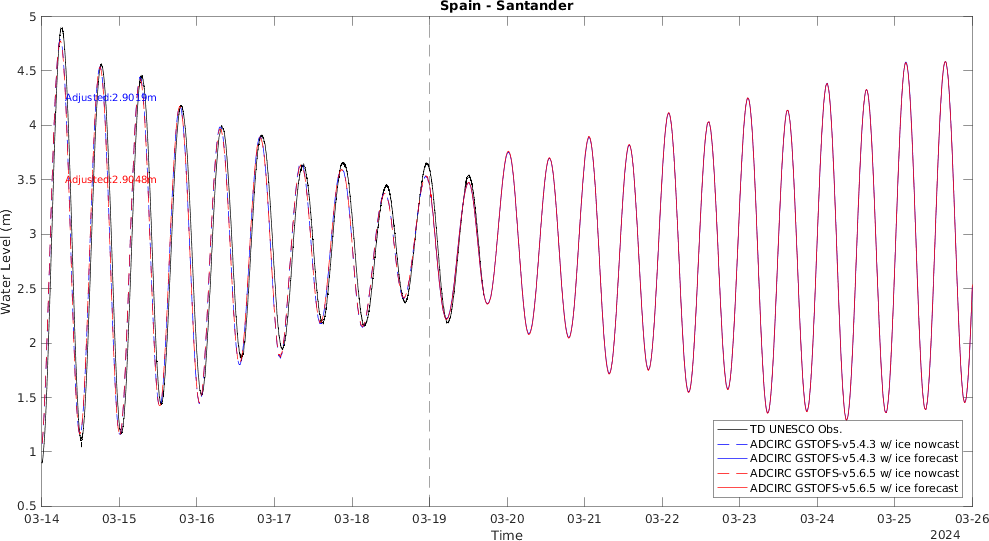 Spain - Santander
5
4.5
4
3.5
3
2.5
2
1.5
1
0.5
Water Level (m)
Adjusted:2.9019m
Adjusted:2.9048m
TD UNESCO Obs.
ADCIRC GSTOFS-v5.4.3 w/ ice nowcast
ADCIRC GSTOFS-v5.4.3 w/ ice forecast
ADCIRC GSTOFS-v5.6.5 w/ ice nowcast
ADCIRC GSTOFS-v5.6.5 w/ ice forecast
03-14 03-15 03-16 03-17 03-18 03-19 03-20 03-21 03-22 03-23 03-24 03-25 03-26
Time
2024